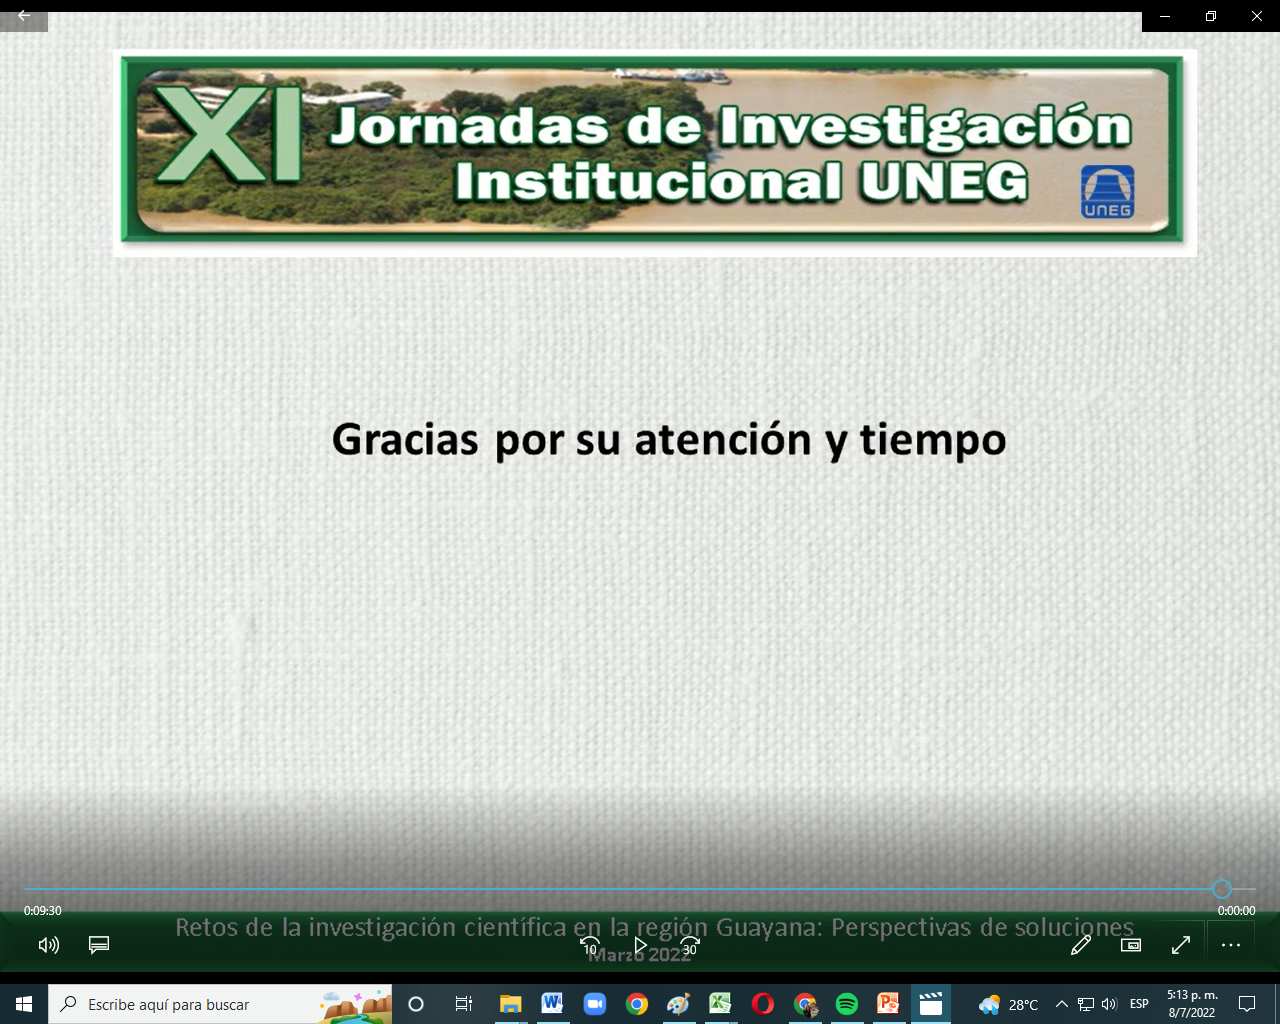 XI Jornadas de Investigación
Institucional UNEG
UNEG
Gracias por su atención y tiempo
0:09:30
0:00:00
Retos de la investigación científica en la región Guayana: Perspectivas de soluciones
Marzo 2022
10
30
Escribe aquí para buscar
28°C
ESP
5:13 p. m.
8/7/2022